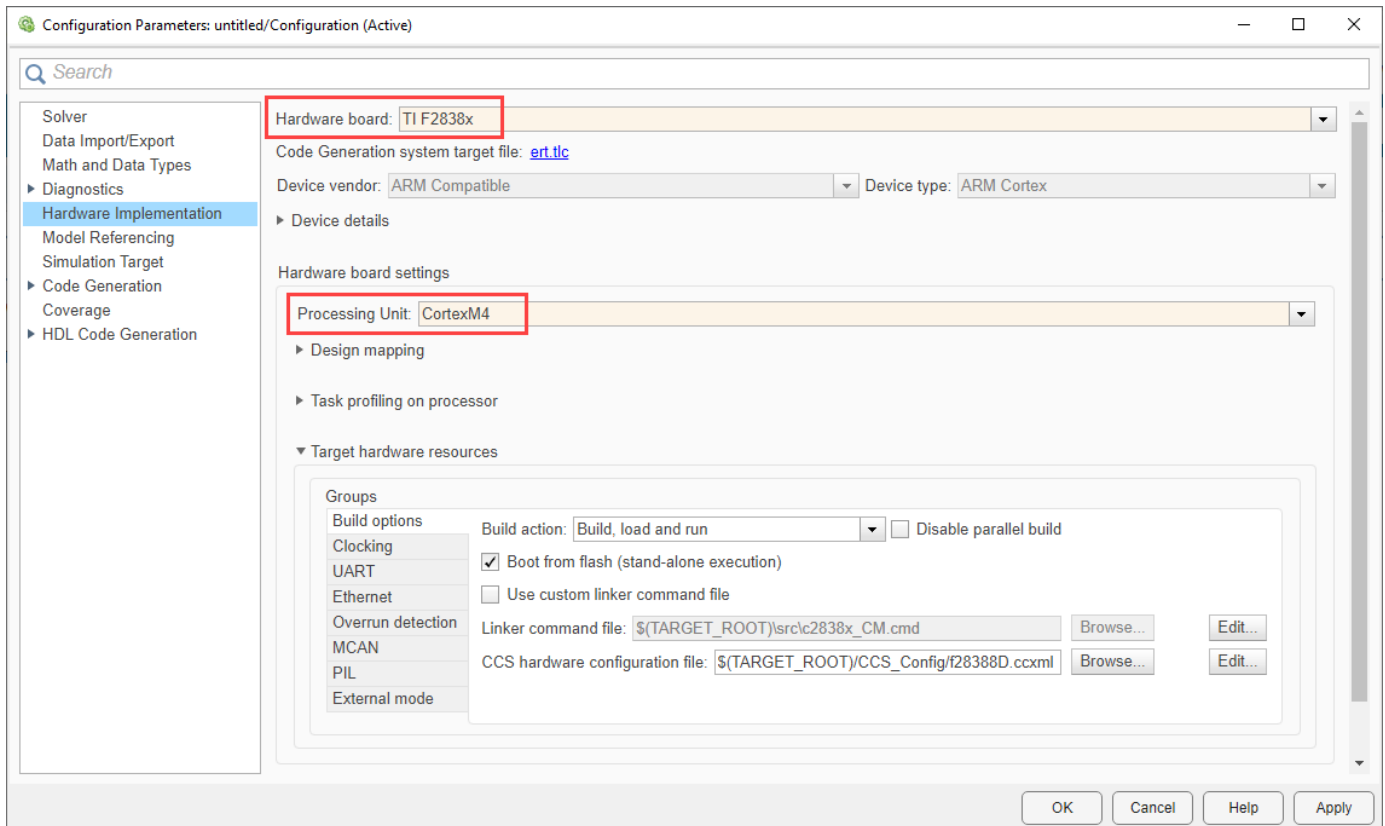 Configuration Parameters: untitled/Configuration (Active)
Search
Solver
Data Import/Export
Math and Data Types
Diagnostics
Hardware Implementation
Model Referencing
Simulation Target
Code Generation
Coverage
HDL Code Generation
Hardware board: TI F2838x
Code Generation system target file: ert.tlc
Device vendor: ARM Compatible Device type: ARM Cortex
Device details
Hardware board settings
Processing Unit: CortexM4
Design mapping
Task profiling on processor
Target hardware resources
Groups
Build options
Clocking
UART
Ethernet
Overrun detection
MCAN
PIL
External mode
Build action: Build, load and run Disable parallel build
Boot from flash (stand-alone execution)
Use custom linker command file
Linker command file: $(TARGET_ROOT)\src\c2838x_CM.cmd Browse... Edit...
CCS hardware configuration file: $(TARGET_ROOT)/CCS_Config/f28388D.ccxml Browse... Edit...
OK Cancel Help Apply